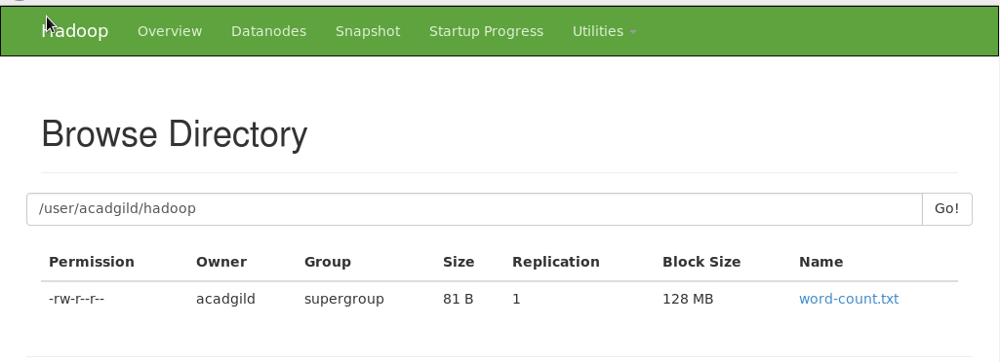 Hadoop Overview Datanodes Snapshot Startup Progress Utilities
Browse Directory
/user/acadgild/hadoop Go!
Permission Owner Group Size Replication Block Size Name
-rw-r--r-- acadgild supergroup 81 B 1 128 MB word-count.txt